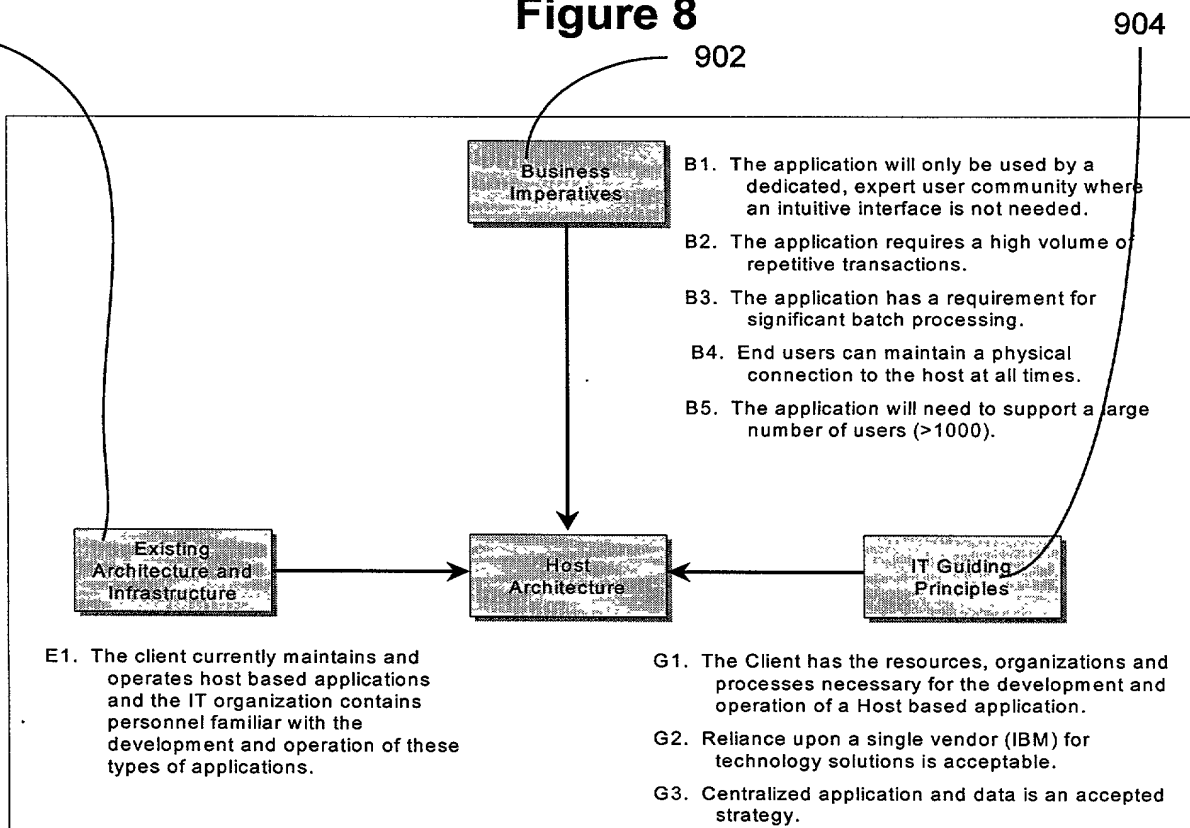 Figure 8
904
902
Business
Imperatives
B1. The application will only be used by a
dedicated, expert user community where
an intuitive interface is not needed.
B2. The application requires a high volume of
repetitive transactions.
B3. The application has a requirement for
significant batch processing.
B4. End users can maintain a physical
connection to the host at all times.
B5. The application will need to support a large
number of users (>1000).
Existing
Architecture and
Infrastructure
Host
Architecture
IT Guiding
Principles
E1. The client currently maintains and
operates host based applications
and the IT organization contains
personnel familiar with the
development and operation of these
types of applications.
G1. The Client has the resources, organizations and
processes necessary for the development and
operation of a Host based application.
G2. Reliance upon a single vendor (IBM) for
technology solutions is acceptable.
G3. Centralized application and data is an accepted
strategy.